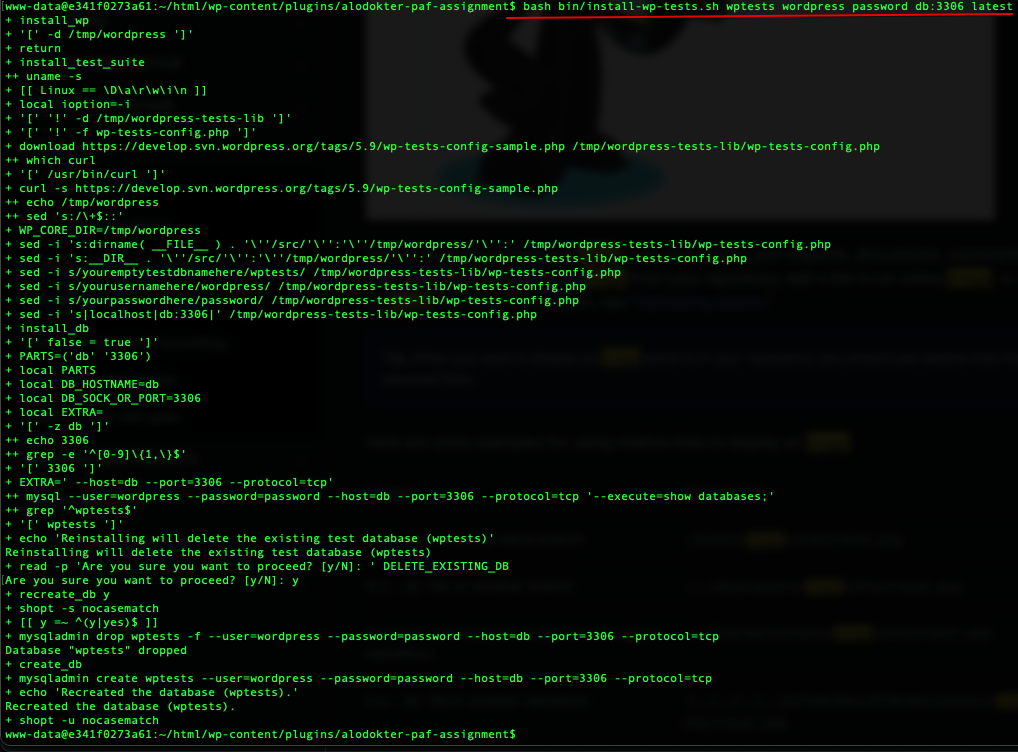 [www-data@e341f0273a61:~/html/wp-content/plugins/alodokter-paf-assignment$ bash bin/install-wp-tests.sh wptests wordpress password db:3306 latest
+ install_wp
+ '[' -d /tmp/wordpress ']'
+ return
+ install_test_suite
++ uname -s
+ [[ Linux == \D\a\r\w\i\n ]]
+ local ioption=-i
+ '[' '!' -d /tmp/wordpress-tests-lib ']'
+ '[' '!' -f wp-tests-config.php ']'
+ download https://develop.svn.wordpress.org/tags/5.9/wp-tests-config-sample.php /tmp/wordpress-tests-lib/wp-tests-config.php
++ which curl
+ '[' /usr/bin/curl ']'
+ curl -s https://develop.svn.wordpress.org/tags/5.9/wp-tests-config-sample.php
++ echo /tmp/wordpress
++ sed 's:/\+$::'
+ WP_CORE_DIR=/tmp/wordpress
+ sed -i 's:dirname( __FILE__ ) . '\''/src/'\'':'\''/tmp/wordpress/'\'':' /tmp/wordpress-tests-lib/wp-tests-config.php
+ sed -i 's:__DIR__ . '\''/src/'\'':'\''/tmp/wordpress/'\'':' /tmp/wordpress-tests-lib/wp-tests-config.php
+ sed -i s/youremptytestdbnamehere/wptests/ /tmp/wordpress-tests-lib/wp-tests-config.php
+ sed -i s/yourusernamehere/wordpress/ /tmp/wordpress-tests-lib/wp-tests-config.php
+ sed -i s/yourpasswordhere/password/ /tmp/wordpress-tests-lib/wp-tests-config.php
+ sed -i 's|localhost|db:3306|' /tmp/wordpress-tests-lib/wp-tests-config.php
+ install_db
+ '[' false = true ']'
+ PARTS=('db' '3306')
+ local PARTS
+ local DB_HOSTNAME=db
+ local DB_SOCK_OR_PORT=3306
+ local EXTRA=
+ '[' -z db ']'
++ echo 3306
++ grep -e '^[0-9]\{1,\}$'
+ '[' 3306 ']'
+ EXTRA=' --host=db --port=3306 --protocol=tcp'
++ mysql --user=wordpress --password=password --host=db --port=3306 --protocol=tcp '--execute=show databases;'
++ grep '^wptests$'
+ '[' wptests ']'
+ echo 'Reinstalling will delete the existing test database (wptests)'
Reinstalling will delete the existing test database (wptests)
+ read -p 'Are you sure you want to proceed? [y/N]: ' DELETE_EXISTING_DB
[Are you sure you want to proceed? [y/N]: y
+ recreate_db y
+ shopt -s nocasematch
+ [[ y =~ ^(y|yes)$ ]]
+ mysqladmin drop wptests -f --user=wordpress --password=password --host=db --port=3306 --protocol=tcp
Database "wptests" dropped
+ create_db
+ mysqladmin create wptests --user=wordpress --password=password --host=db --port=3306 --protocol=tcp
+ echo 'Recreated the database (wptests).'
Recreated the database (wptests).
+ shopt -u nocasematch
www-data@e341f0273a61:~/html/wp-content/plugins/alodokter-paf-assignment$